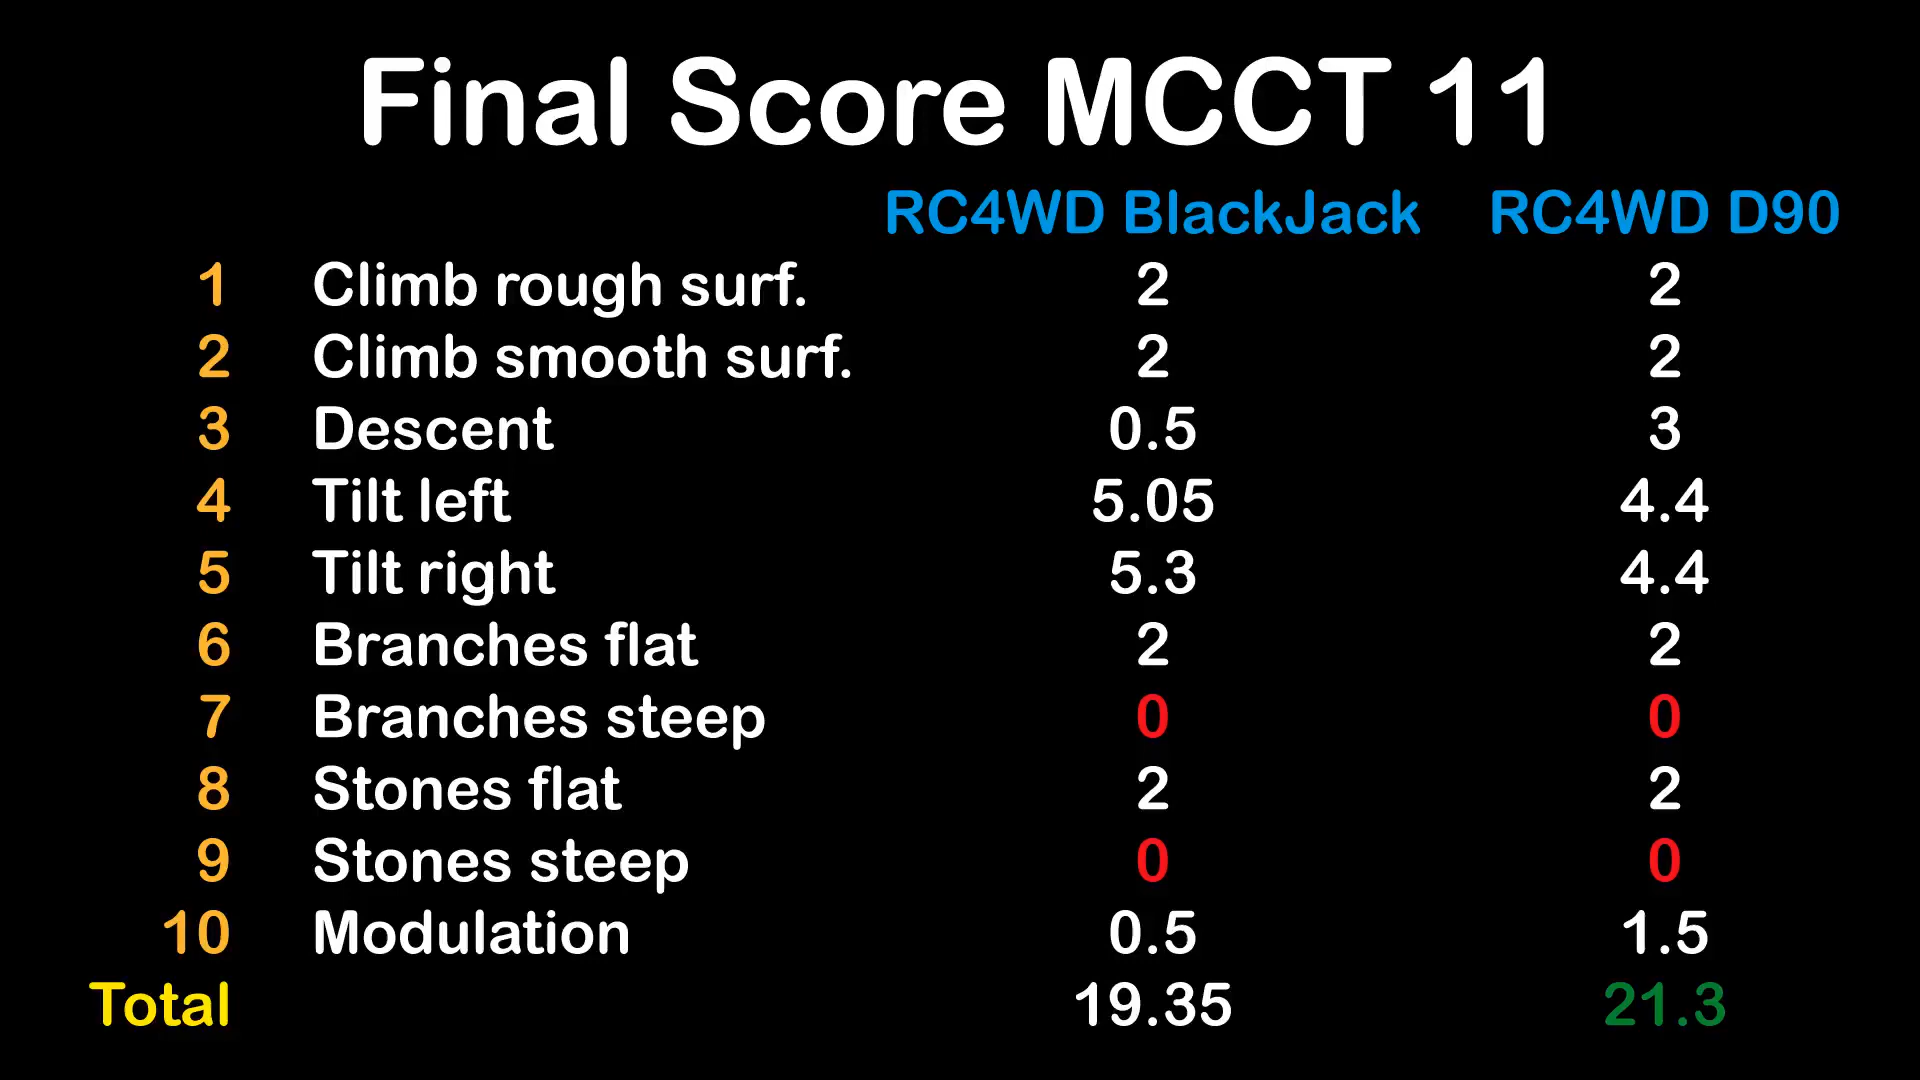 Final Score MCCT 11
RC4WD BlackJack RC4WD D90
1 Climb rough surf. 2 2
2 Climb smooth surf. 2 2
3 Descent 0.5 3
4 Tilt left 5.05 4.4
5 Tilt right 5.3 4.4
6 Branches flat 2 2
7 Branches steep 0 0
8 Stones flat 2 2
9 Stones steep 0 0
10 Modulation 0.5 1.5
Total 19.35 21.3